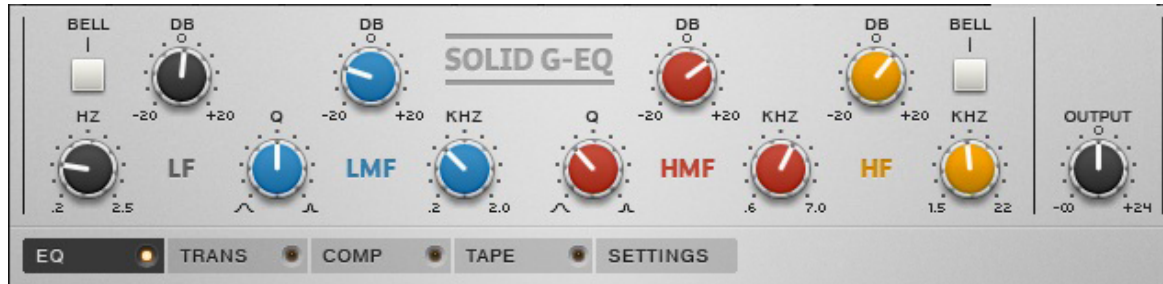 BELL DB DB SOLID G-EQ DB DB BELL
-20 +20 -20 +20 -20 +20 -20 +20
HZ Q KHZ Q KHZ KHZ OUTPUT
LF LMF HMF HF
.2 2.5 .2 2.0 .6 7.0 1.5 22 -∞ +24
EQ TRANS COMP TAPE SETTINGS